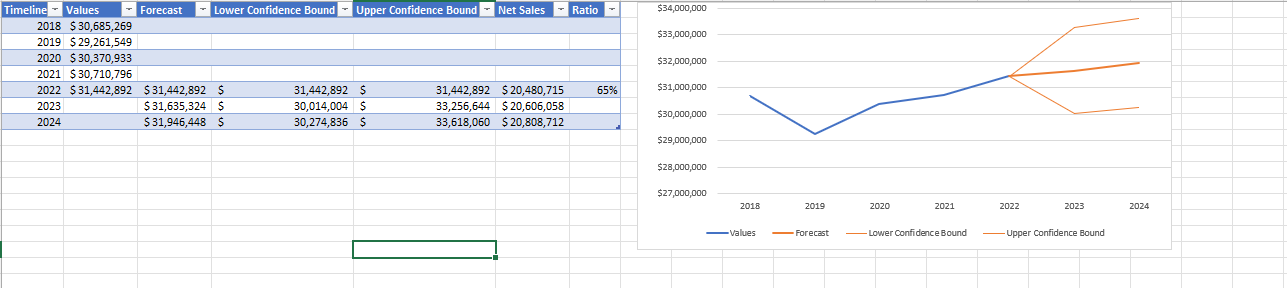 Timeline Values Forecast Lower Confidence Bound Upper Confidence Bound Net Sales Ratio
2018 $ 30,685,269
2019 $ 29,261,549
2020 $ 30,370,933
2021 $ 30,710,796
2022 $ 31,442,892 $ 31,442,892 $ 31,442,892 $ 31,442,892 $ 20,480,715 65%
2023 $ 31,635,324 $ 30,014,004 $ 33,256,644 $ 20,606,058
2024 $ 31,946,448 $ 30,274,836 $ 33,618,060 $ 20,808,712
$34,000,000
$33,000,000
$32,000,000
$31,000,000
$30,000,000
$29,000,000
$28,000,000
$27,000,000
2018 2019 2020 2021 2022 2023 2024
Values Forecast Lower Confidence Bound Upper Confidence Bound